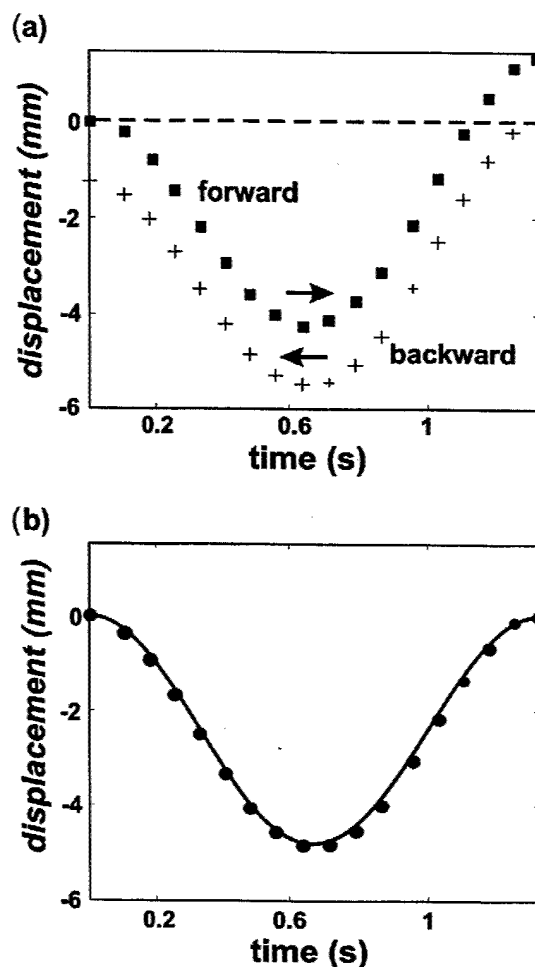 (a)
displacement (mm)
0
-2
-4
-6
forward
backward
0.2
0.6
1
time (s)
(b)
displacement (mm)
0
-2
-4
-6
0.2
0.6
1
time (s)